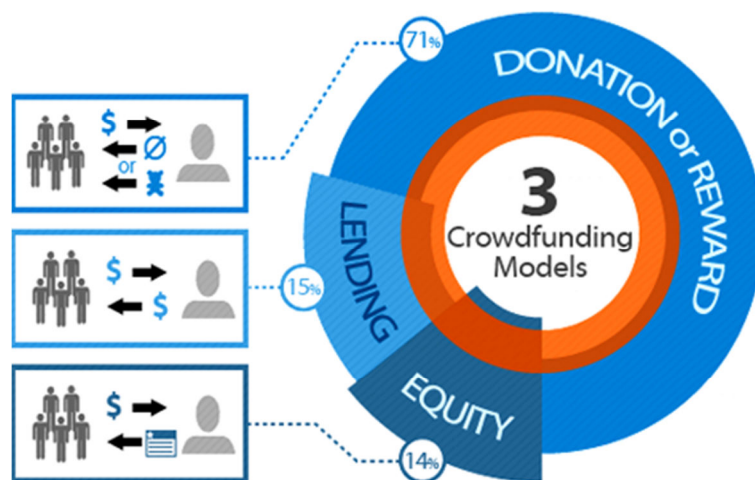 71%
DONATION or REWARD
$
or
3
Crowdfunding
Models
LENDING
$
$
15%
EQUITY
$
14%